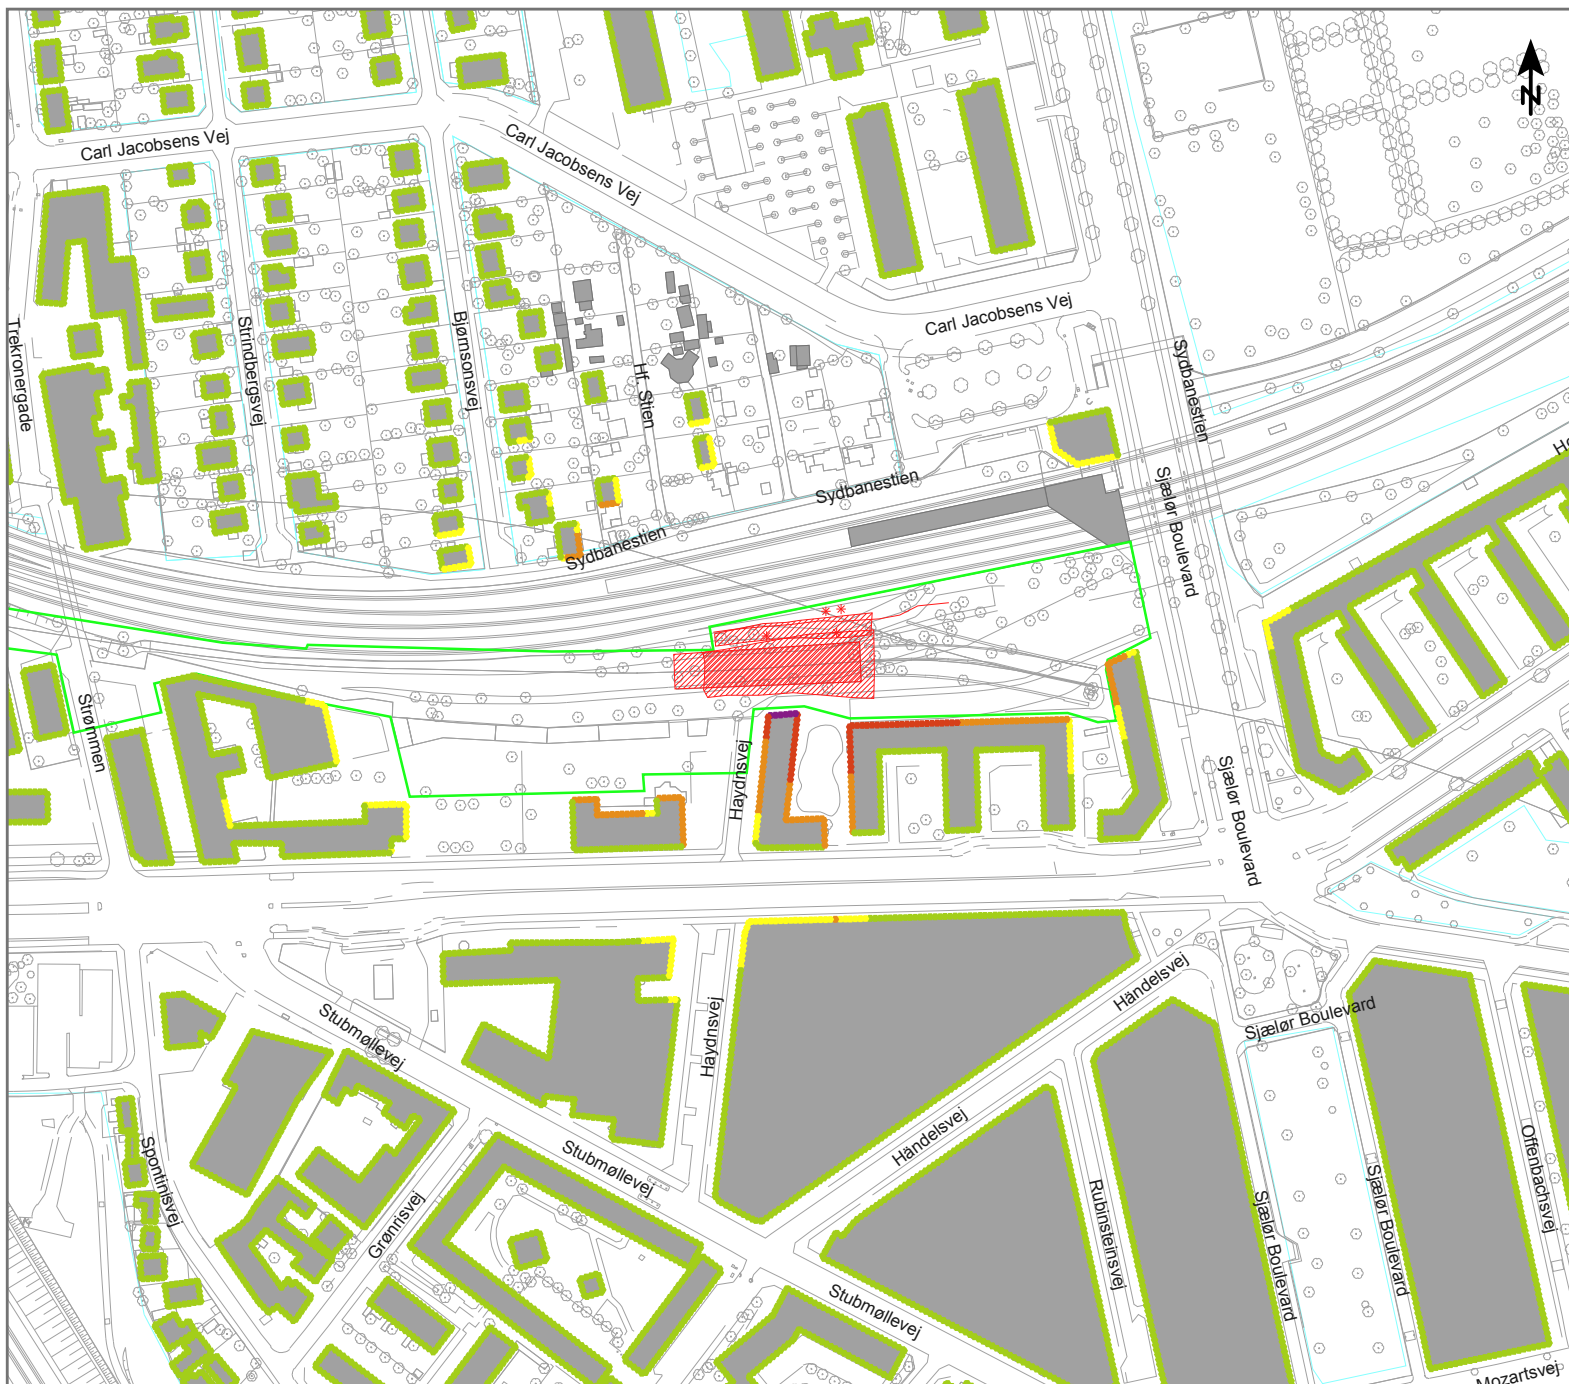 N
Carl Jacobsens Vej
Carl Jacobsens Vej
Carl Jacobsens Vej
Trekronergade
Strindbergsvej
Bjørnsonsvej
Hf. Stien
Sydbanestien
Sydbanestien
Sydbanestien
Sjælør Boulevard
Strømmen
Haydnsvej
Sjælør Boulevard
Haydnsvej
Händelsvej
Sjælør Boulevard
Stubmøllevej
Stubmøllevej
Händelsvej
Spontinisvej
Grønrisvej
Rubinsteinsvej
Sjælør Boulevard
Sjælør Boulevard
Offenbachsvej
Stubmøllevej
Mozartsvej